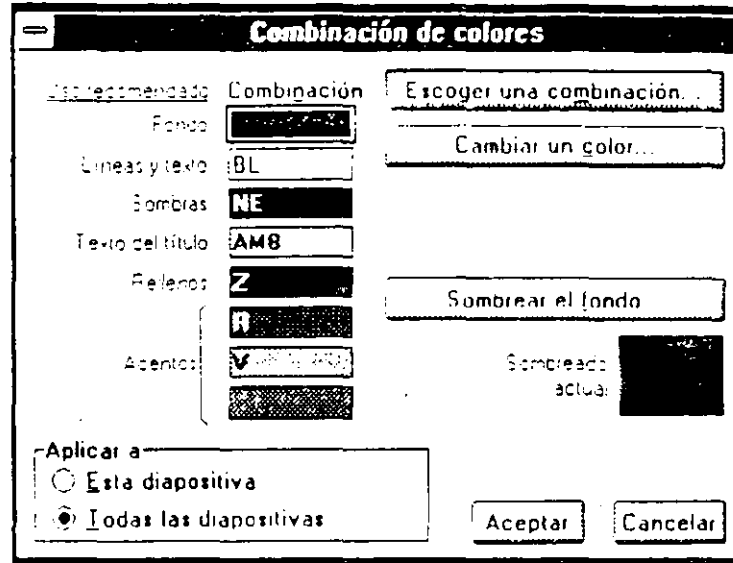 Combinación de colores
Uso recomendado Combinación
Escoger una combinación...
Fondo
Cambiar un color...
Líneas y texto BL
Sombras NE
Texto del título AM8
Rellenos Z
Sombrear el fondo
R
Acentos V
Sombreado actual
Aplicar a
Esta diapositiva
Todas las diapositivas
Aceptar Cancelar